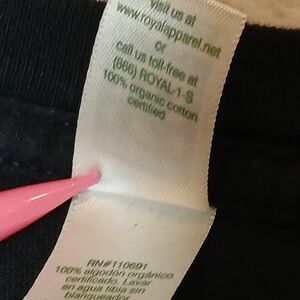 visit us at
www.royalapparel.net
or
call us toll-free at
(866) ROYAL-1-S
100% organic cotton
certified
RN#110691
100% algodón orgánico
certificado. Lavar
en agua tibia sin
blanqueador